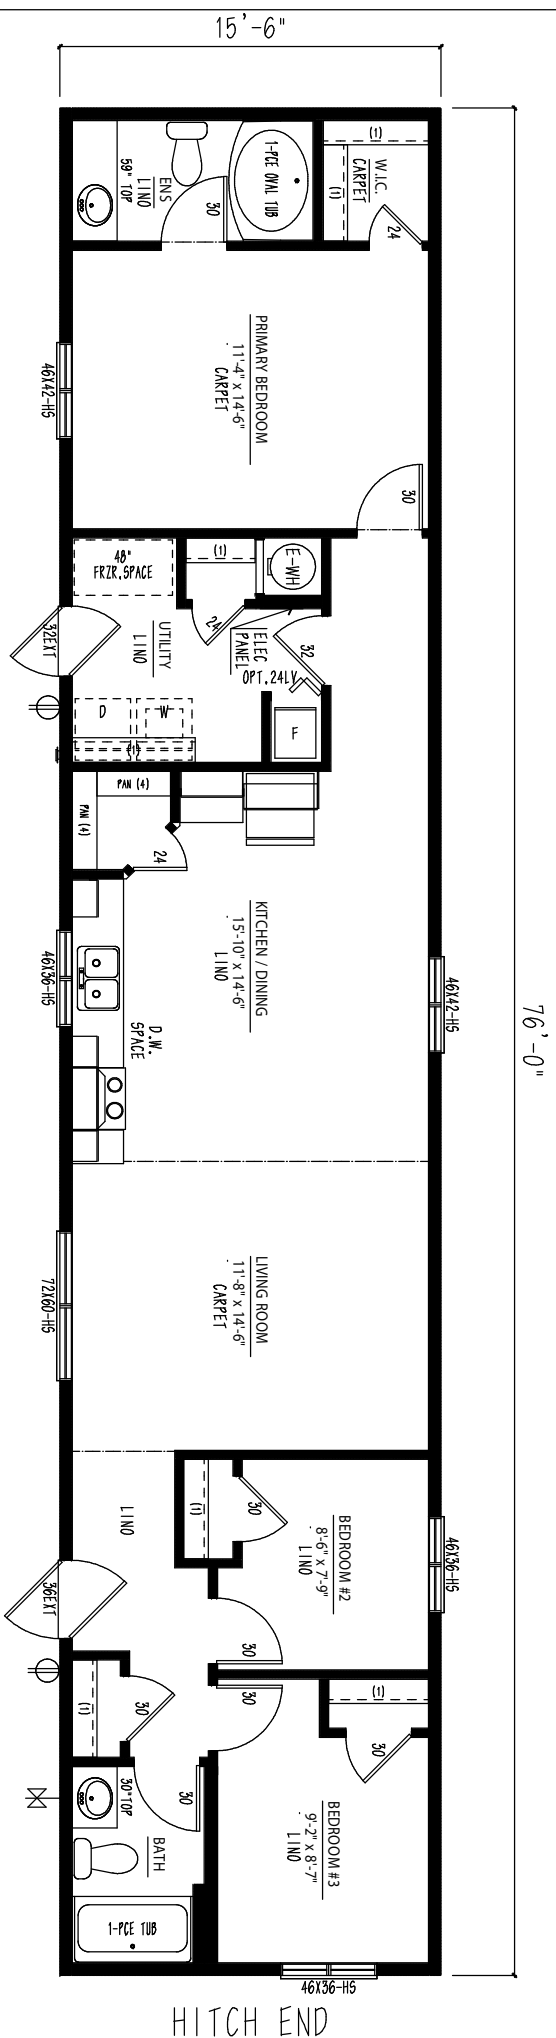 15'-6"
(1)
W.I.C.
CARPET
(1)
24
1-PCE OVAL TUB
30
ENS
LINO
59" TOP
PRIMARY BEDROOM
11'-4" x 14'-6"
CARPET
46X42-HS
30
48"
FRZR.SPACE
(1)
E-WH
24
32EXT
UTILITY
LINO
ELEC
PANEL
32
OPT.24LV
D
W
(1)
F
PAN (4)
PAN (4)
24
KITCHEN / DINING
15'-10" x 14'-6"
LINO
46X36-HS
46X42-HS
D.W.
SPACE
76'-0"
LIVING ROOM
11'-8" x 14'-6"
CARPET
72X60-HS
(1)
30
LINO
BEDROOM #2
8'-6" x 7'-9"
LINO
46X36-HS
36EXT
30
(1)
30
30
(1)
30
30
30"TOP
BATH
BEDROOM #3
9'-2" x 8'-7"
LINO
1-PCE TUB
46X36-HS
HITCH END